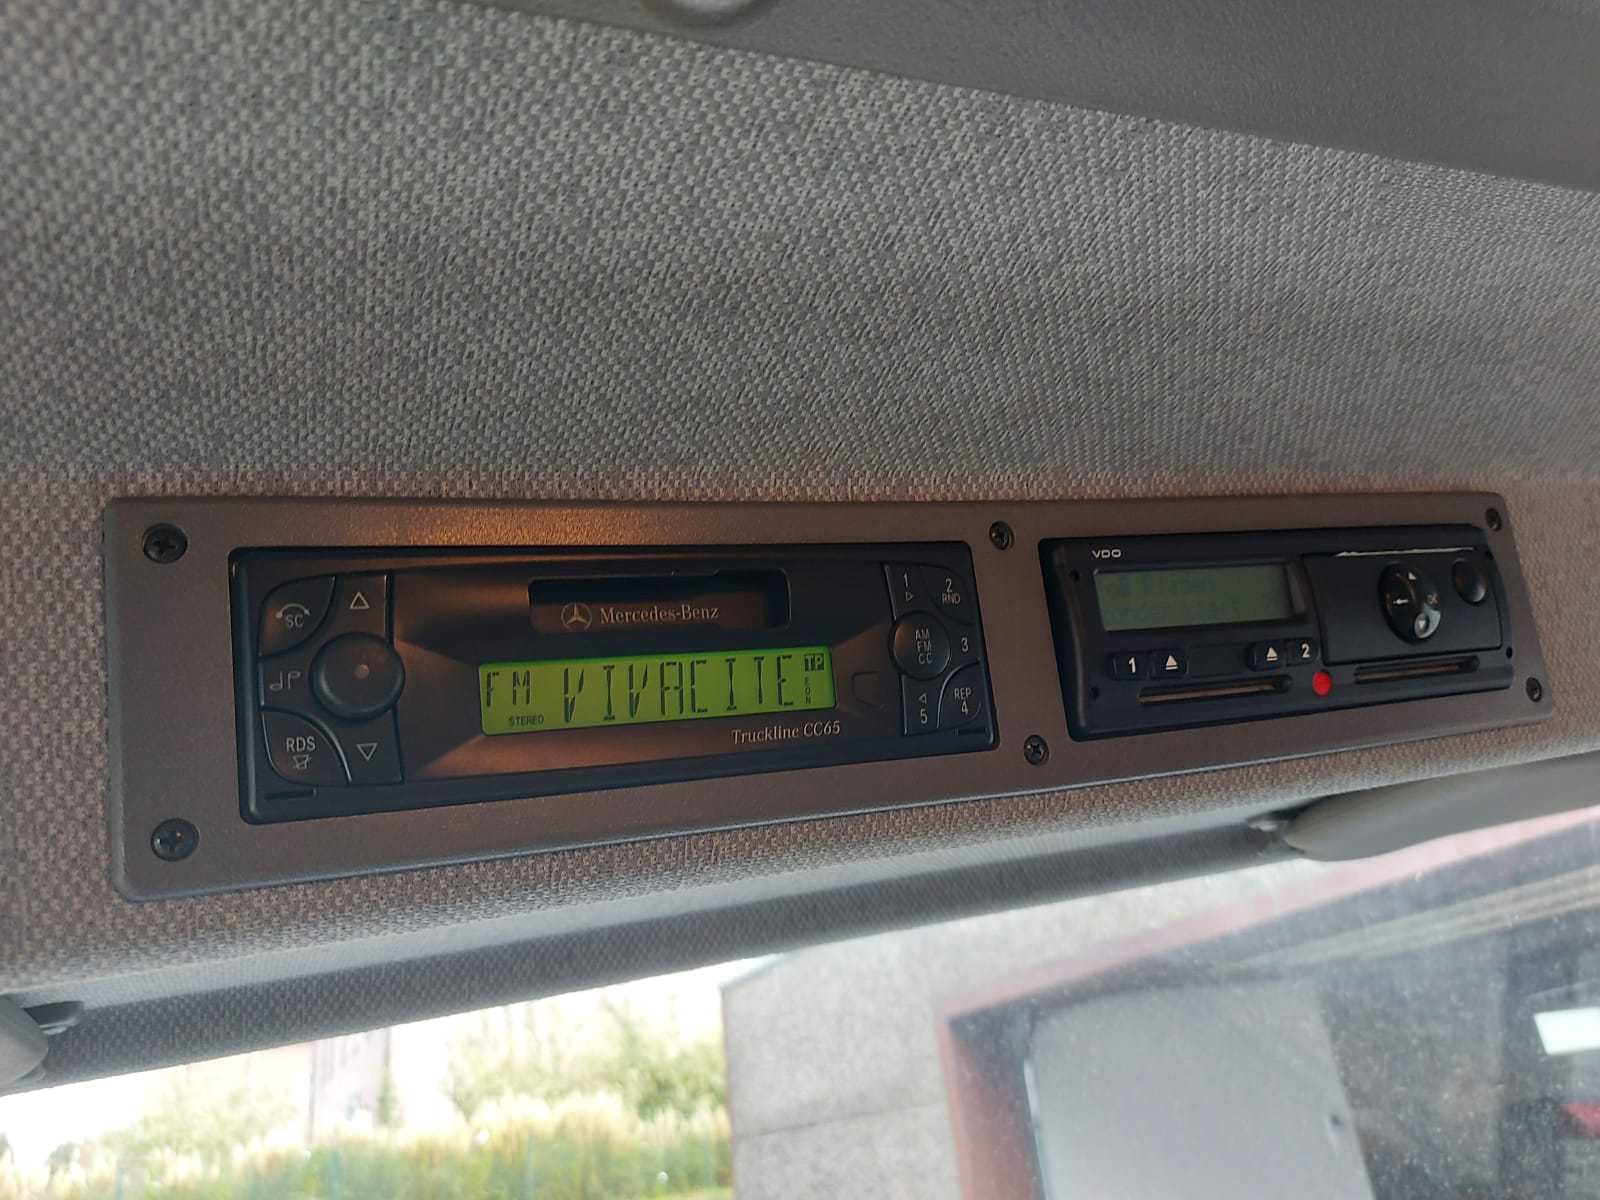 SC
RDS
Mercedes-Benz
FM VIVACITE TP
STEREO
EON
Truckline CC65
1
2
RND
AM
FM
CC
3
5
REP
4
VDO
1
2
OK